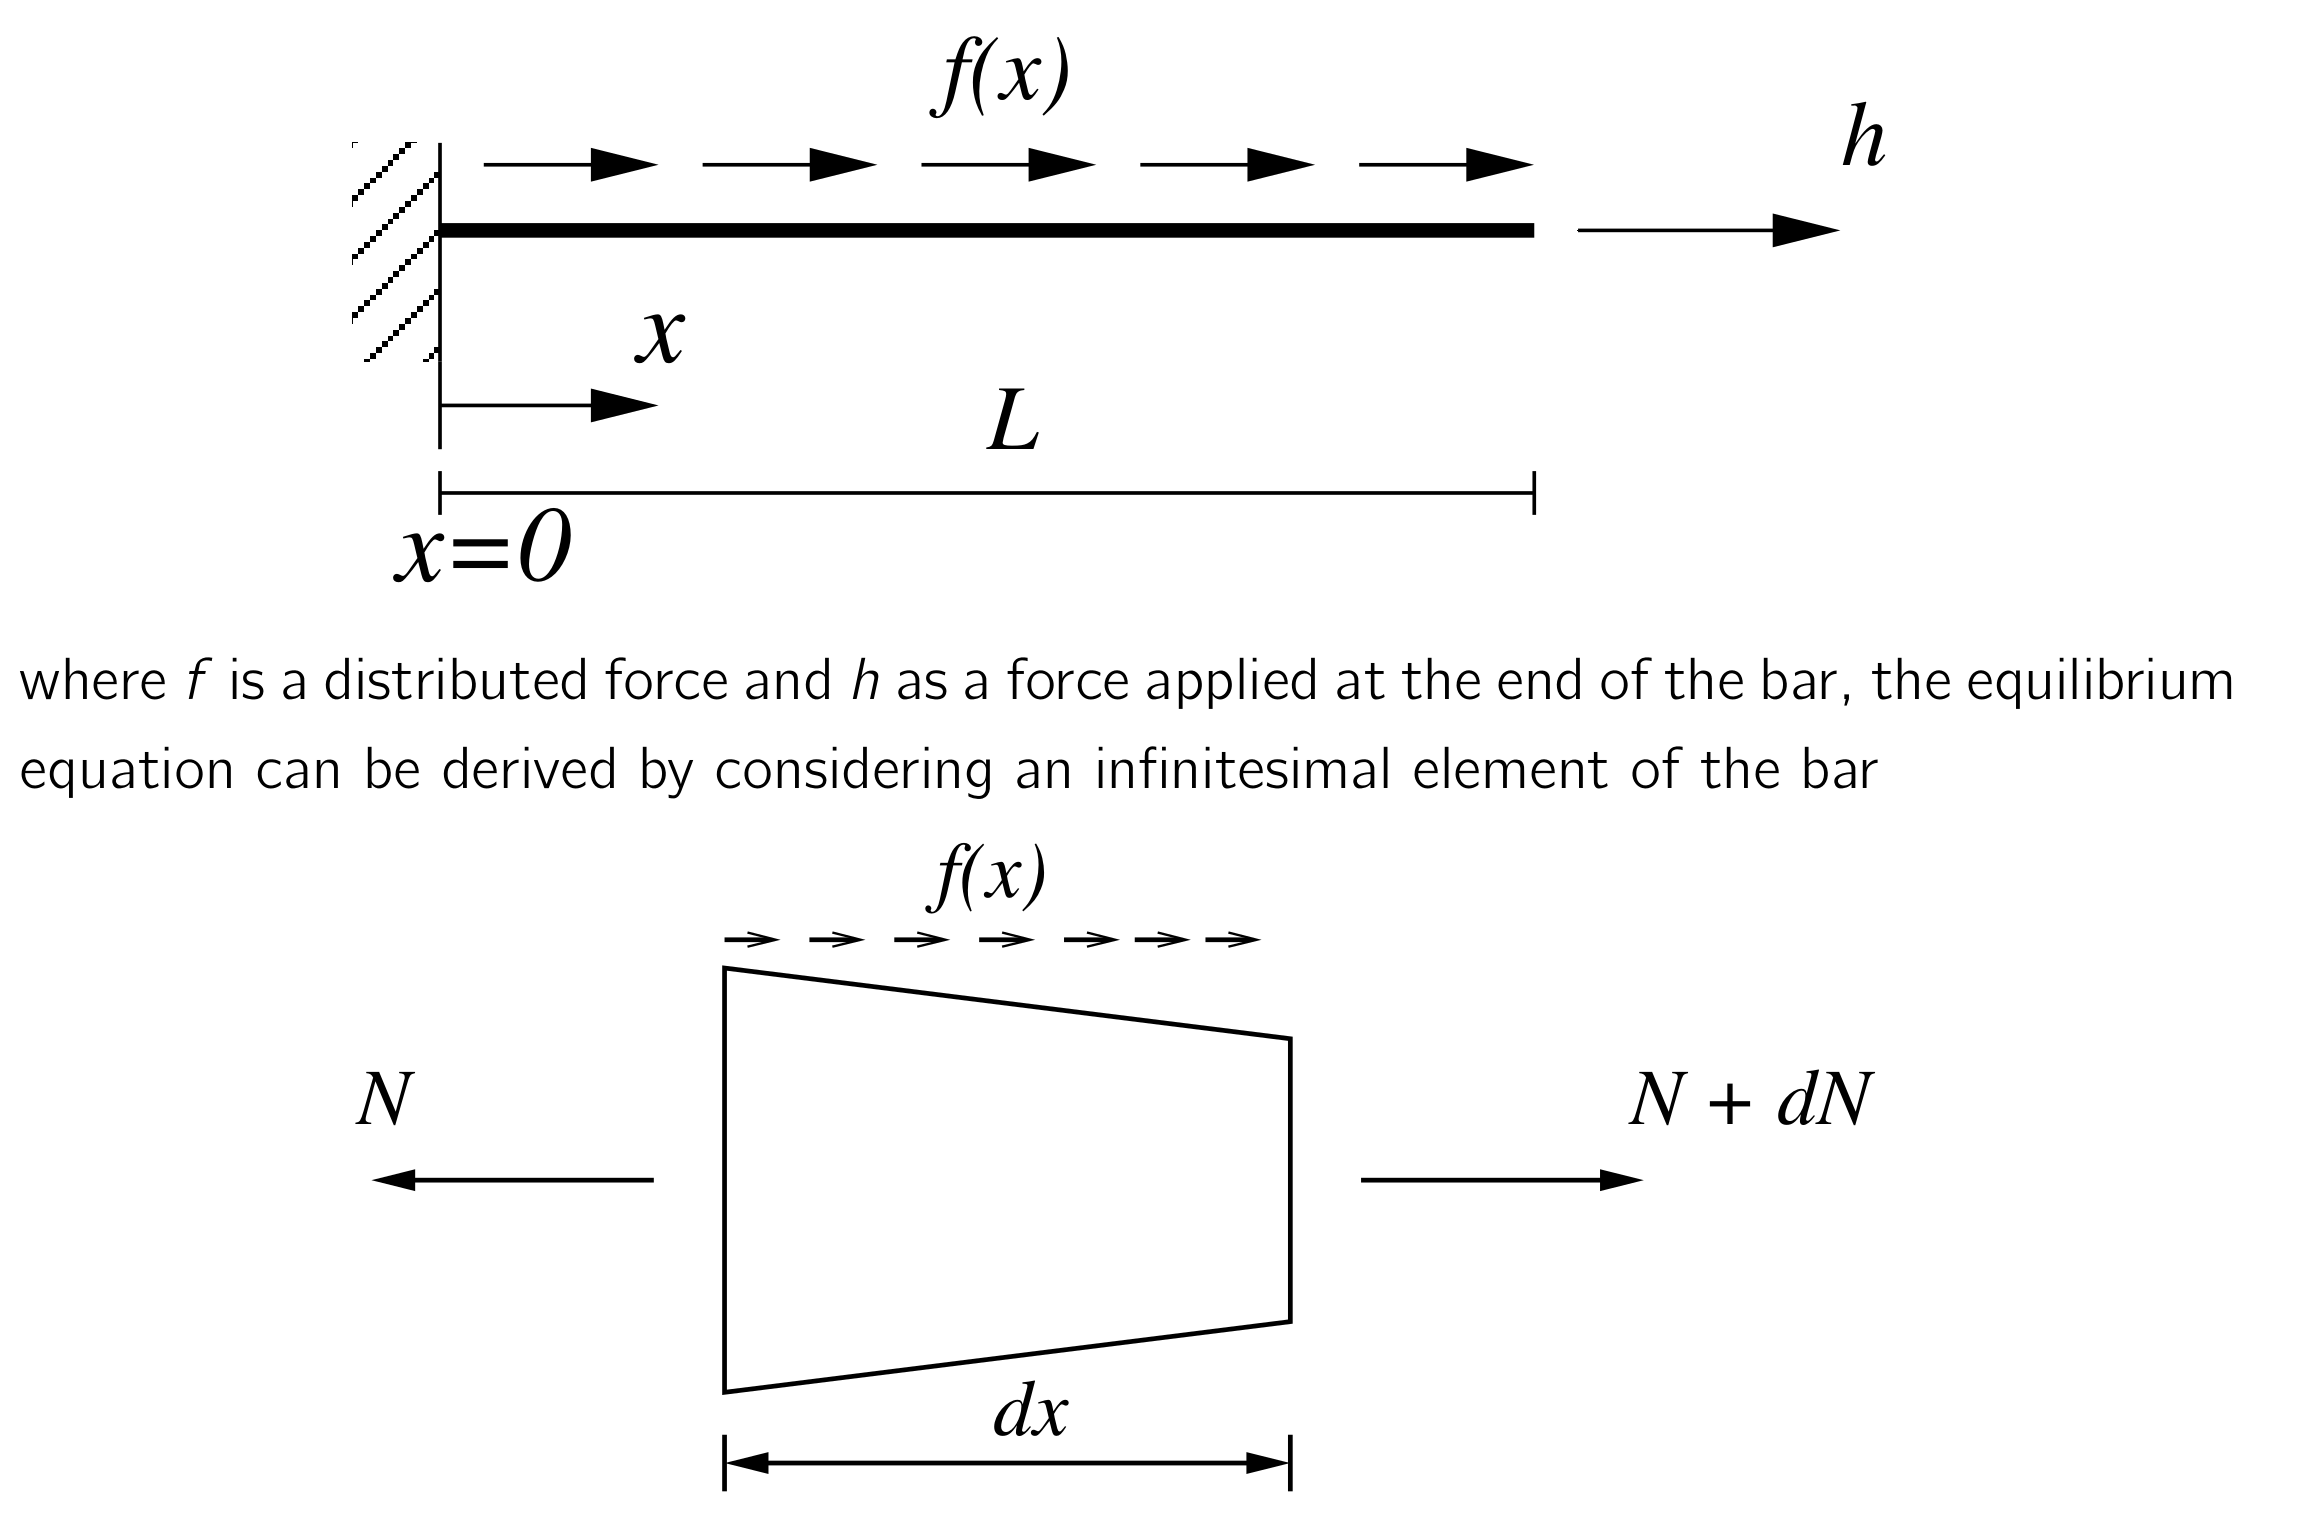 f(x)
h
x
L
x=0
where f is a distributed force and h as a force applied at the end of the bar, the equilibrium
equation can be derived by considering an infinitesimal element of the bar
f(x)
N
N + dN
dx